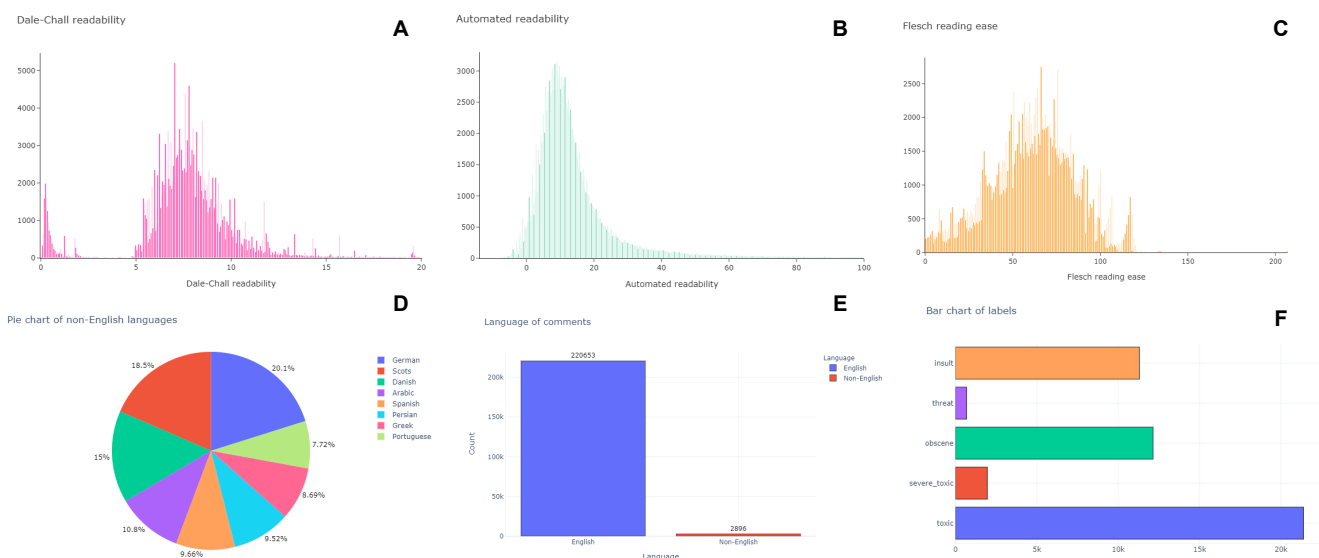 Dale-Chall readability
A
5000
4000
3000
2000
1000
0
0
5
10
15
20
Dale-Chall readability
Automated readability
B
3000
2500
2000
1500
1000
500
0
0
20
40
60
80
100
Automated readability
Flesch reading ease
C
2500
2000
1500
1000
500
0
0
50
100
150
200
Flesch reading ease
Pie chart of non-English languages
D
20.1%
18.5%
15%
10.8%
9.66%
9.52%
8.69%
7.72%
German
Scots
Danish
Arabic
Spanish
Persian
Greek
Portuguese
Language of comments
E
220653
2896
200k
150k
100k
50k
0
Count
English
Non-English
Language
Language
English
Non-English
Bar chart of labels
F
insult
threat
obscene
severe_toxic
toxic
0
5k
10k
15k
20k